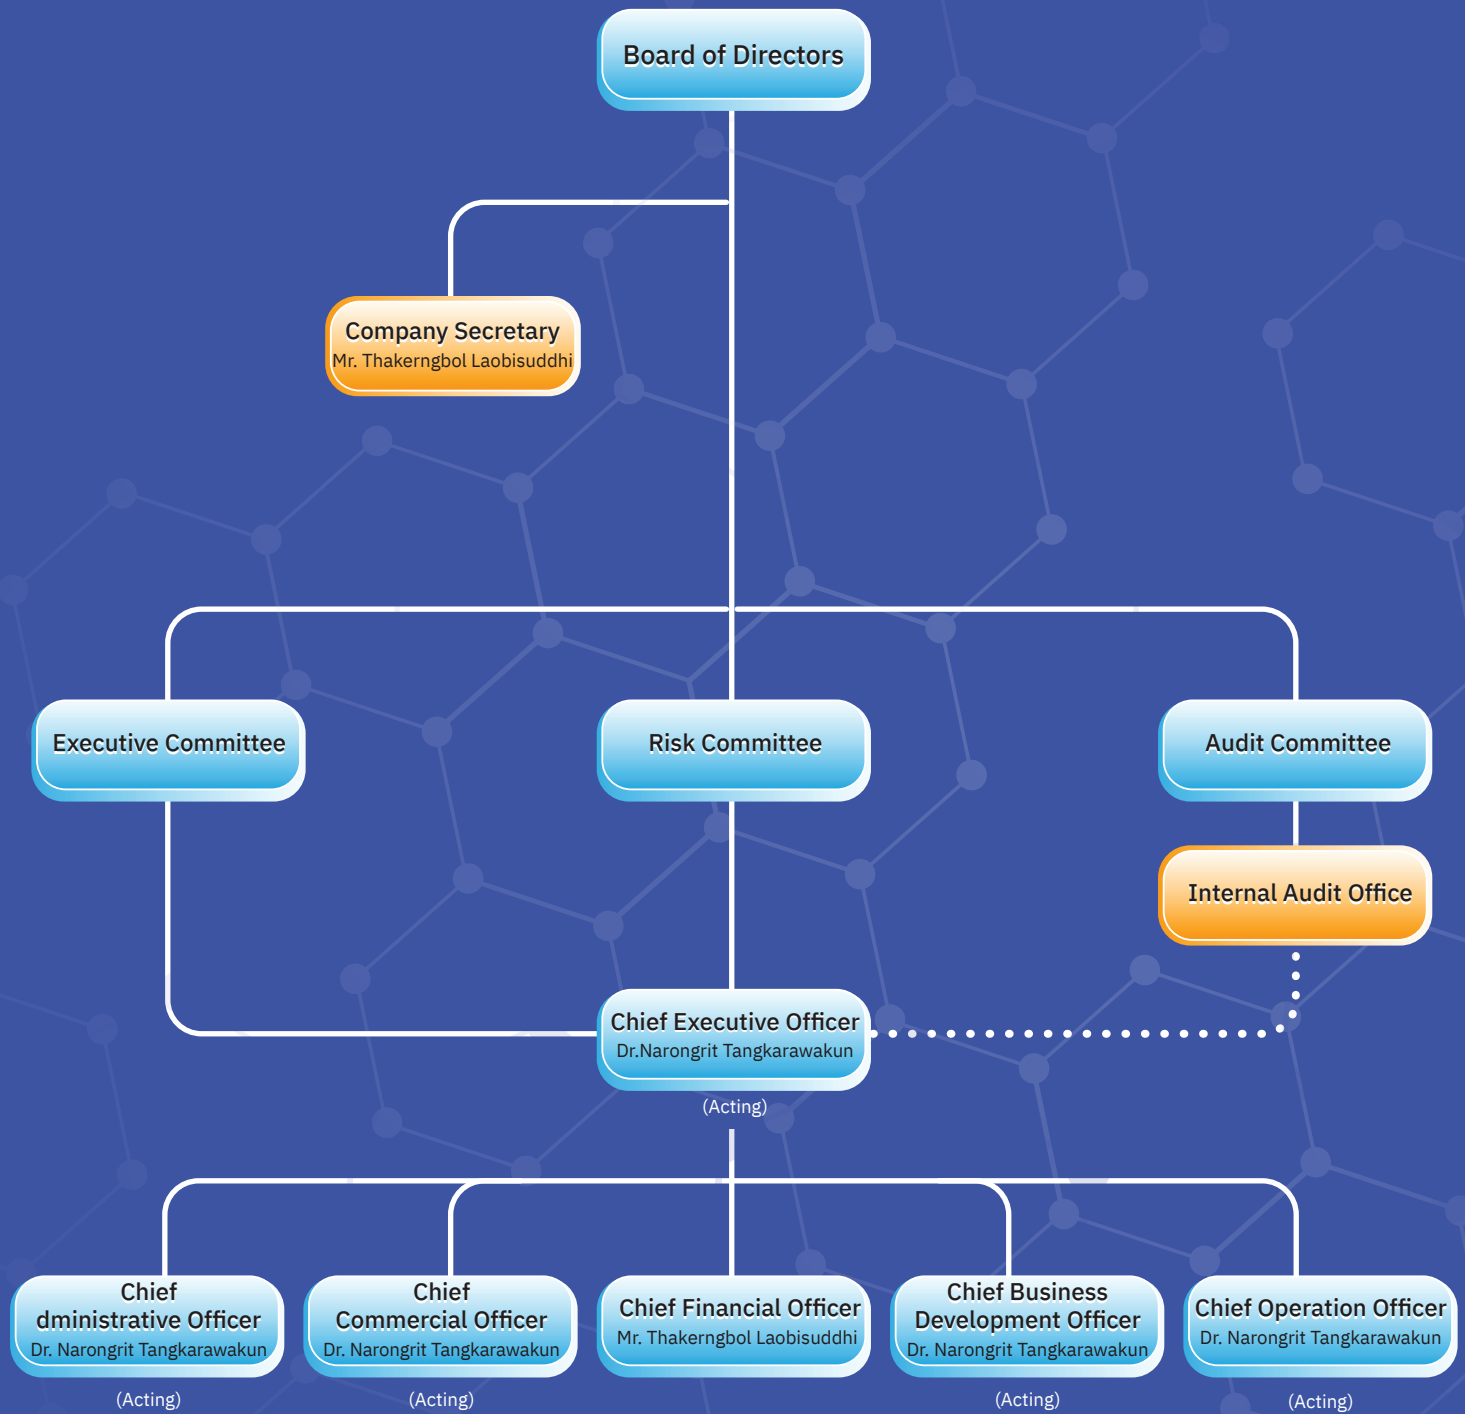 Board of Directors
Company Secretary
Mr. Thakerngbol Laobisuddhi
Executive Committee
Risk Committee
Audit Committee
Internal Audit Office
Chief Executive Officer
Dr.Narongrit Tangkarawakun
(Acting)
Chief
dministrative Officer
Dr. Narongrit Tangkarawakun
(Acting)
Chief
Commercial Officer
Dr. Narongrit Tangkarawakun
(Acting)
Chief Financial Officer
Mr. Thakerngbol Laobisuddhi
Chief Business
Development Officer
Dr. Narongrit Tangkarawakun
(Acting)
Chief Operation Officer
Dr. Narongrit Tangkarawakun
(Acting)